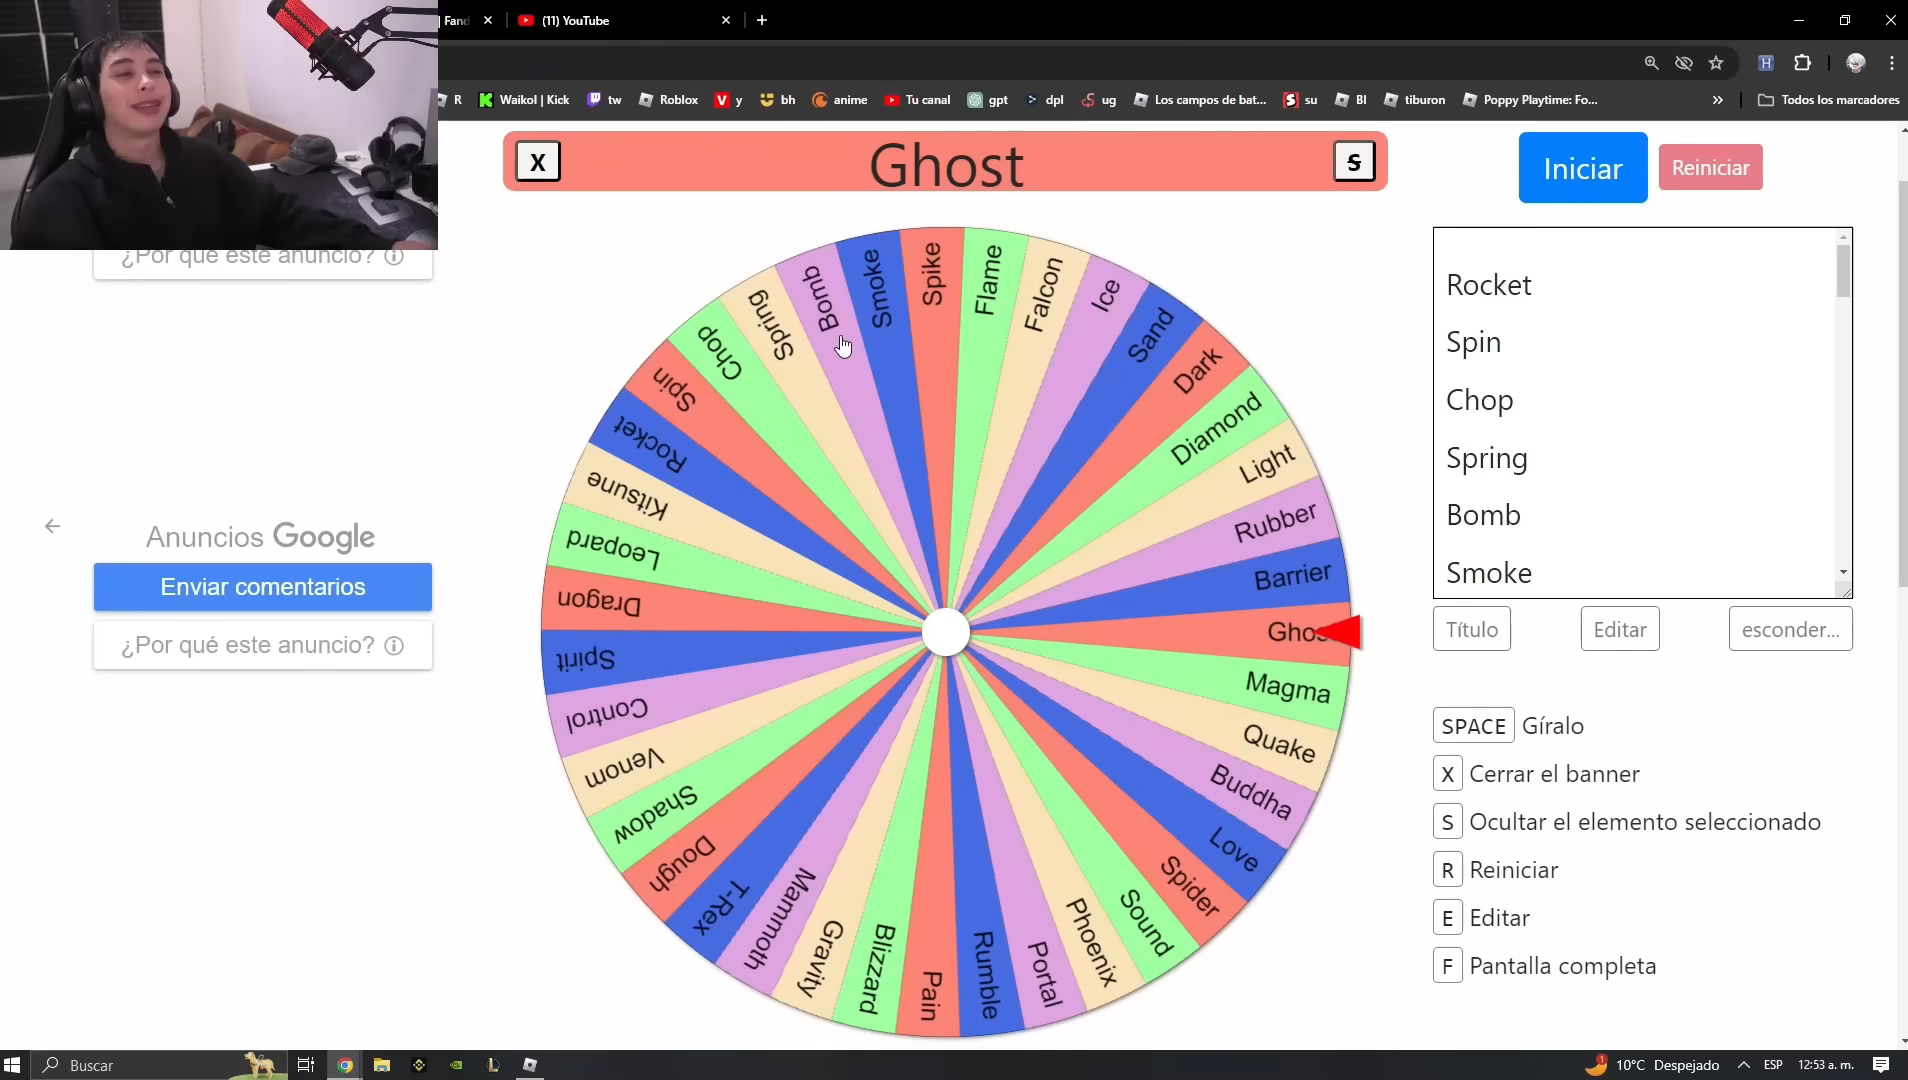 Fand
(11) YouTube
R
Waikol | Kick
tw
Roblox
y
bh
anime
Tu canal
gpt
dpl
ug
Los campos de bat...
su
Bl
tiburon
Poppy Playtime: Fo...
»
Todos los marcadores
X
Ghost
S
Iniciar
Reiniciar
¿Por qué este anuncio?
Anuncios Google
Enviar comentarios
¿Por qué este anuncio?
Spike
Flame
Falcon
Ice
Sand
Dark
Diamond
Light
Rubber
Barrier
Ghos
Magma
Quake
Buddha
Love
Spider
Sound
Phoenix
Portal
Rumble
Pain
Blizzard
Gravity
Mammoth
T-Rex
Dough
Shadow
Venom
Control
Spirit
Dragon
Leopard
Kitsune
Rocket
Spin
Chop
Spring
Bomb
Smoke
Rocket
Spin
Chop
Spring
Bomb
Smoke
Título
Editar
esconder...
SPACE Gíralo
X Cerrar el banner
S Ocultar el elemento seleccionado
R Reiniciar
E Editar
F Pantalla completa
Buscar
1
10°C Despejado
ESP
12:53 a. m.